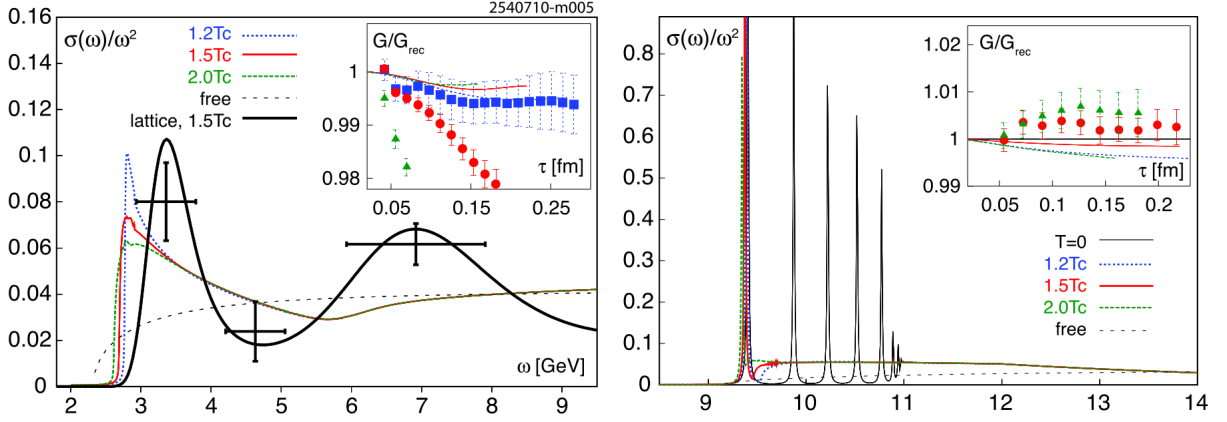 2540710-m005
0.16
0.14
0.12
0.1
0.08
0.06
0.04
0.02
0
σ(ω)/ω²
1.2Tc
1.5Tc
2.0Tc
free
lattice, 1.5Tc
G/Grec
1
0.99
0.98
τ [fm]
0.05
0.15
0.25
ω [GeV]
2
3
4
5
6
7
8
9
0.8
0.7
0.6
0.5
0.4
0.3
0.2
0.1
0
σ(ω)/ω²
G/Grec
1.02
1.01
1
0.99
τ [fm]
0.05
0.1
0.15
0.2
T=0
1.2Tc
1.5Tc
2.0Tc
free
9
10
11
12
13
14